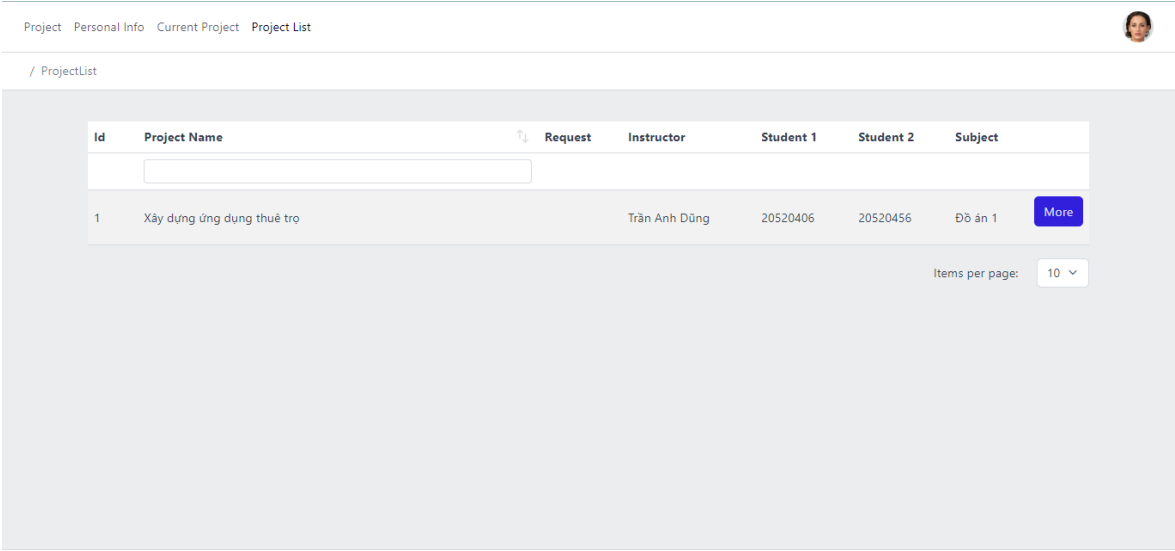 Project Personal Info Current Project Project List
/ ProjectList
Id Project Name Request Instructor Student 1 Student 2 Subject
1 Xây dựng ứng dụng thuê trọ Trần Anh Dũng 20520406 20520456 Đồ án 1 More
Items per page: 10